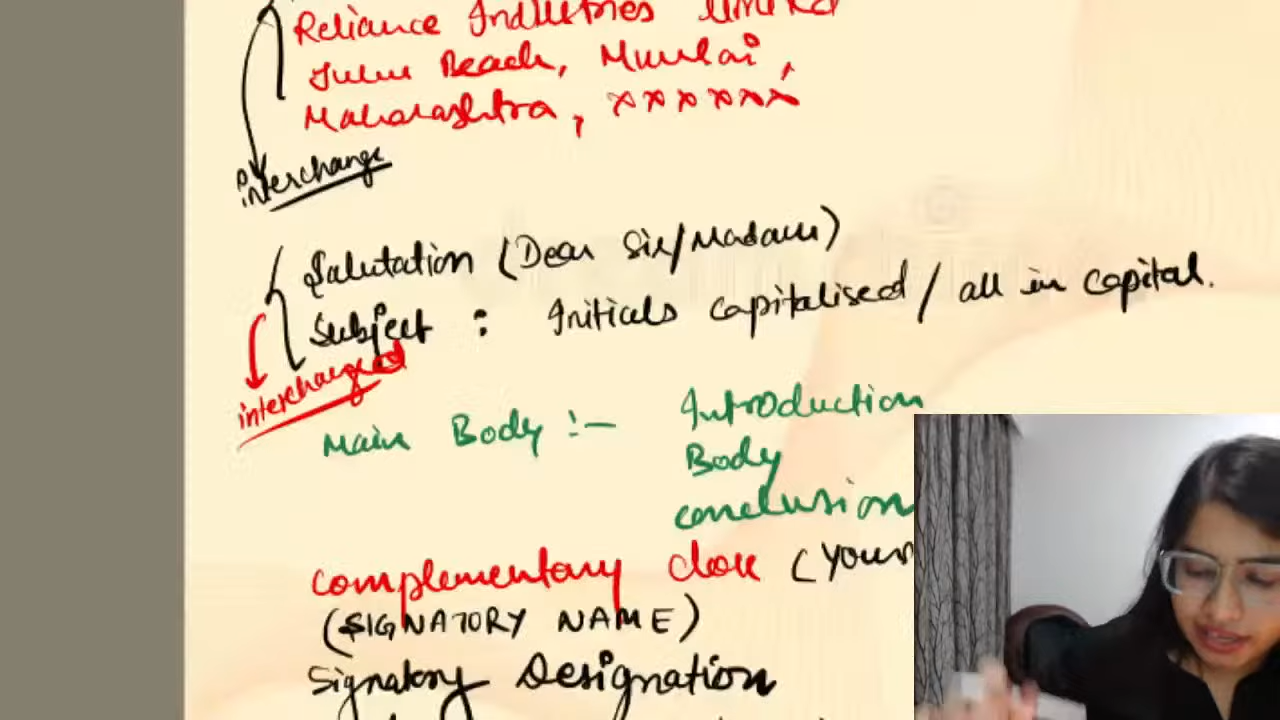 Reliance Industries limited
Juhu Beach, Mumbai,
Maharashtra, xxxxxx
interchange
Salutation (Dear Sir/Madam)
Subject : Initials capitalised / all in capital.
interchanged
Main Body :- Introduction
Body
conclusion
complementary close (Your
(SIGNATORY NAME)
Signatory Designation